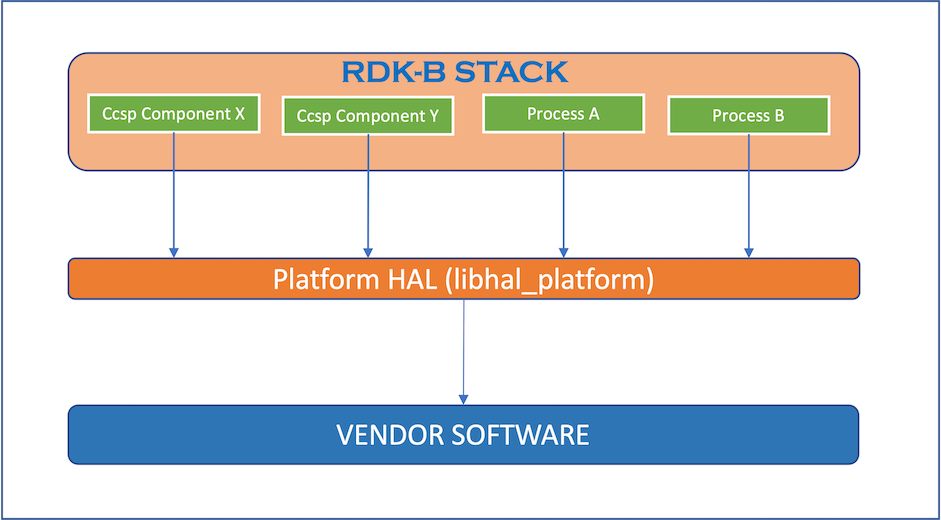 RDK-B STACK
Ccsp Component X
Ccsp Component Y
Process A
Process B
Platform HAL (libhal_platform)
VENDOR SOFTWARE